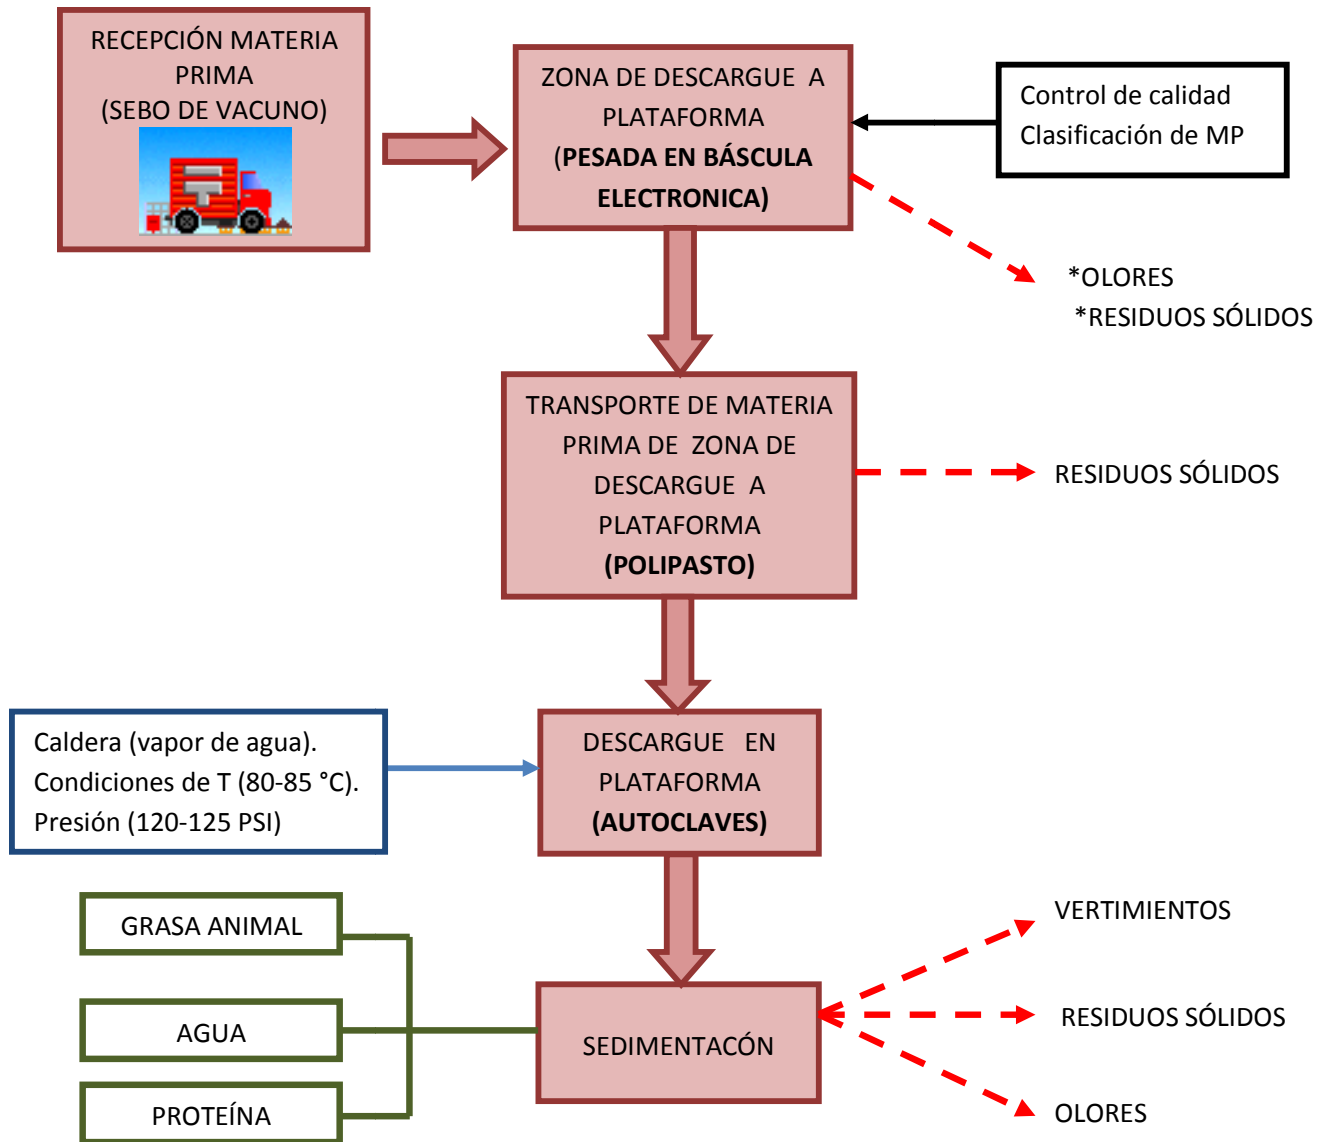 RECEPCIÓN MATERIA
PRIMA
(SEBO DE VACUNO)
ZONA DE DESCARGUE A
PLATAFORMA
(PESADA EN BÁSCULA
ELECTRONICA)
Control de calidad
Clasificación de MP
*OLORES
*RESIDUOS SÓLIDOS
TRANSPORTE DE MATERIA
PRIMA DE ZONA DE
DESCARGUE A
PLATAFORMA
(POLIPASTO)
RESIDUOS SÓLIDOS
Caldera (vapor de agua).
Condiciones de T (80-85 °C).
Presión (120-125 PSI)
DESCARGUE EN
PLATAFORMA
(AUTOCLAVES)
GRASA ANIMAL
AGUA
PROTEÍNA
SEDIMENTACÓN
VERTIMIENTOS
RESIDUOS SÓLIDOS
OLORES